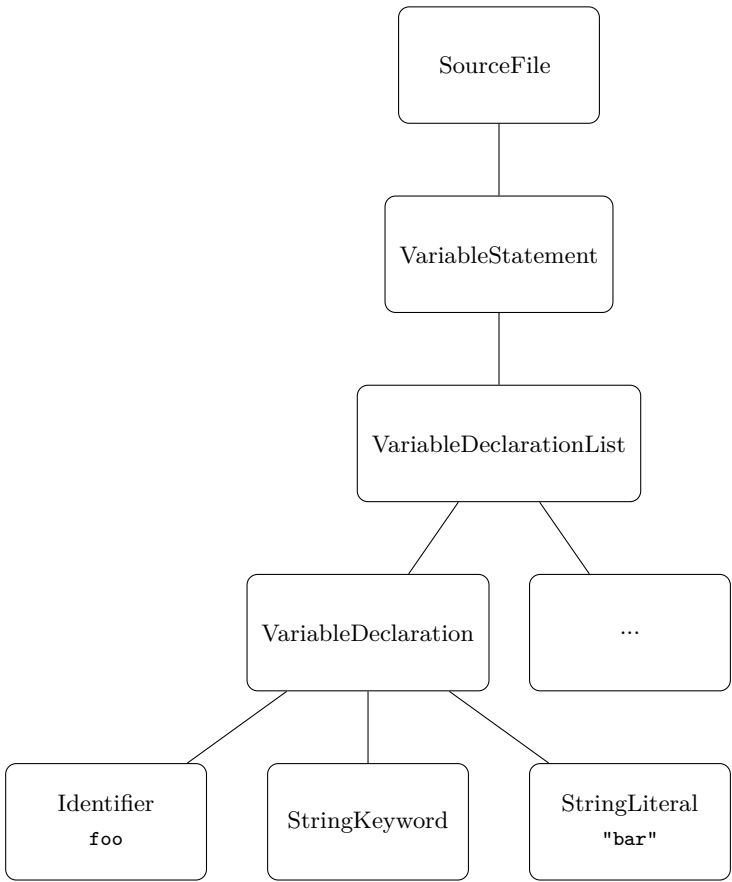 SourceFile
VariableStatement
VariableDeclarationList
VariableDeclaration
...
Identifier
foo
StringKeyword
StringLiteral
"bar"